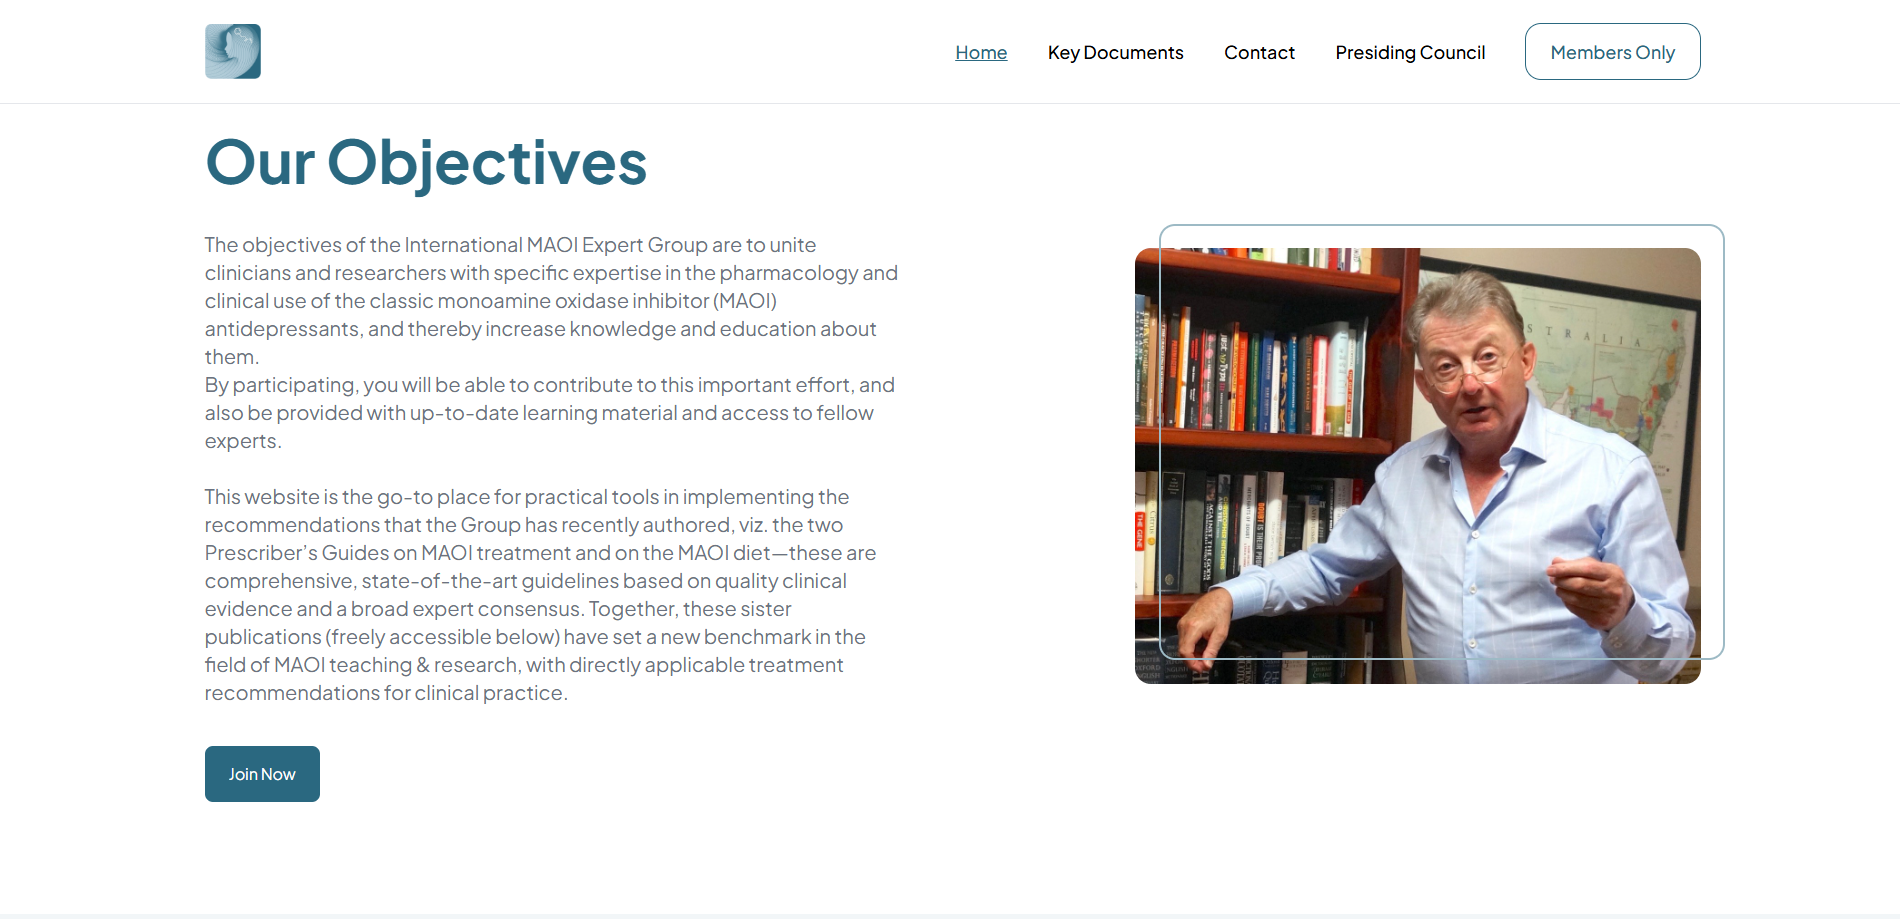 Home Key Documents Contact Presiding Council Members Only
Our Objectives
The objectives of the International MAOI Expert Group are to unite
clinicians and researchers with specific expertise in the pharmacology and
clinical use of the classic monoamine oxidase inhibitor (MAOI)
antidepressants, and thereby increase knowledge and education about
them.
By participating, you will be able to contribute to this important effort, and
also be provided with up-to-date learning material and access to fellow
experts.
This website is the go-to place for practical tools in implementing the
recommendations that the Group has recently authored, viz. the two
Prescriber’s Guides on MAOI treatment and on the MAOI diet—these are
comprehensive, state-of-the-art guidelines based on quality clinical
evidence and a broad expert consensus. Together, these sister
publications (freely accessible below) have set a new benchmark in the
field of MAOI teaching & research, with directly applicable treatment
recommendations for clinical practice.
Join Now
STRALIA
THE GENE
AGAINST THE GODS